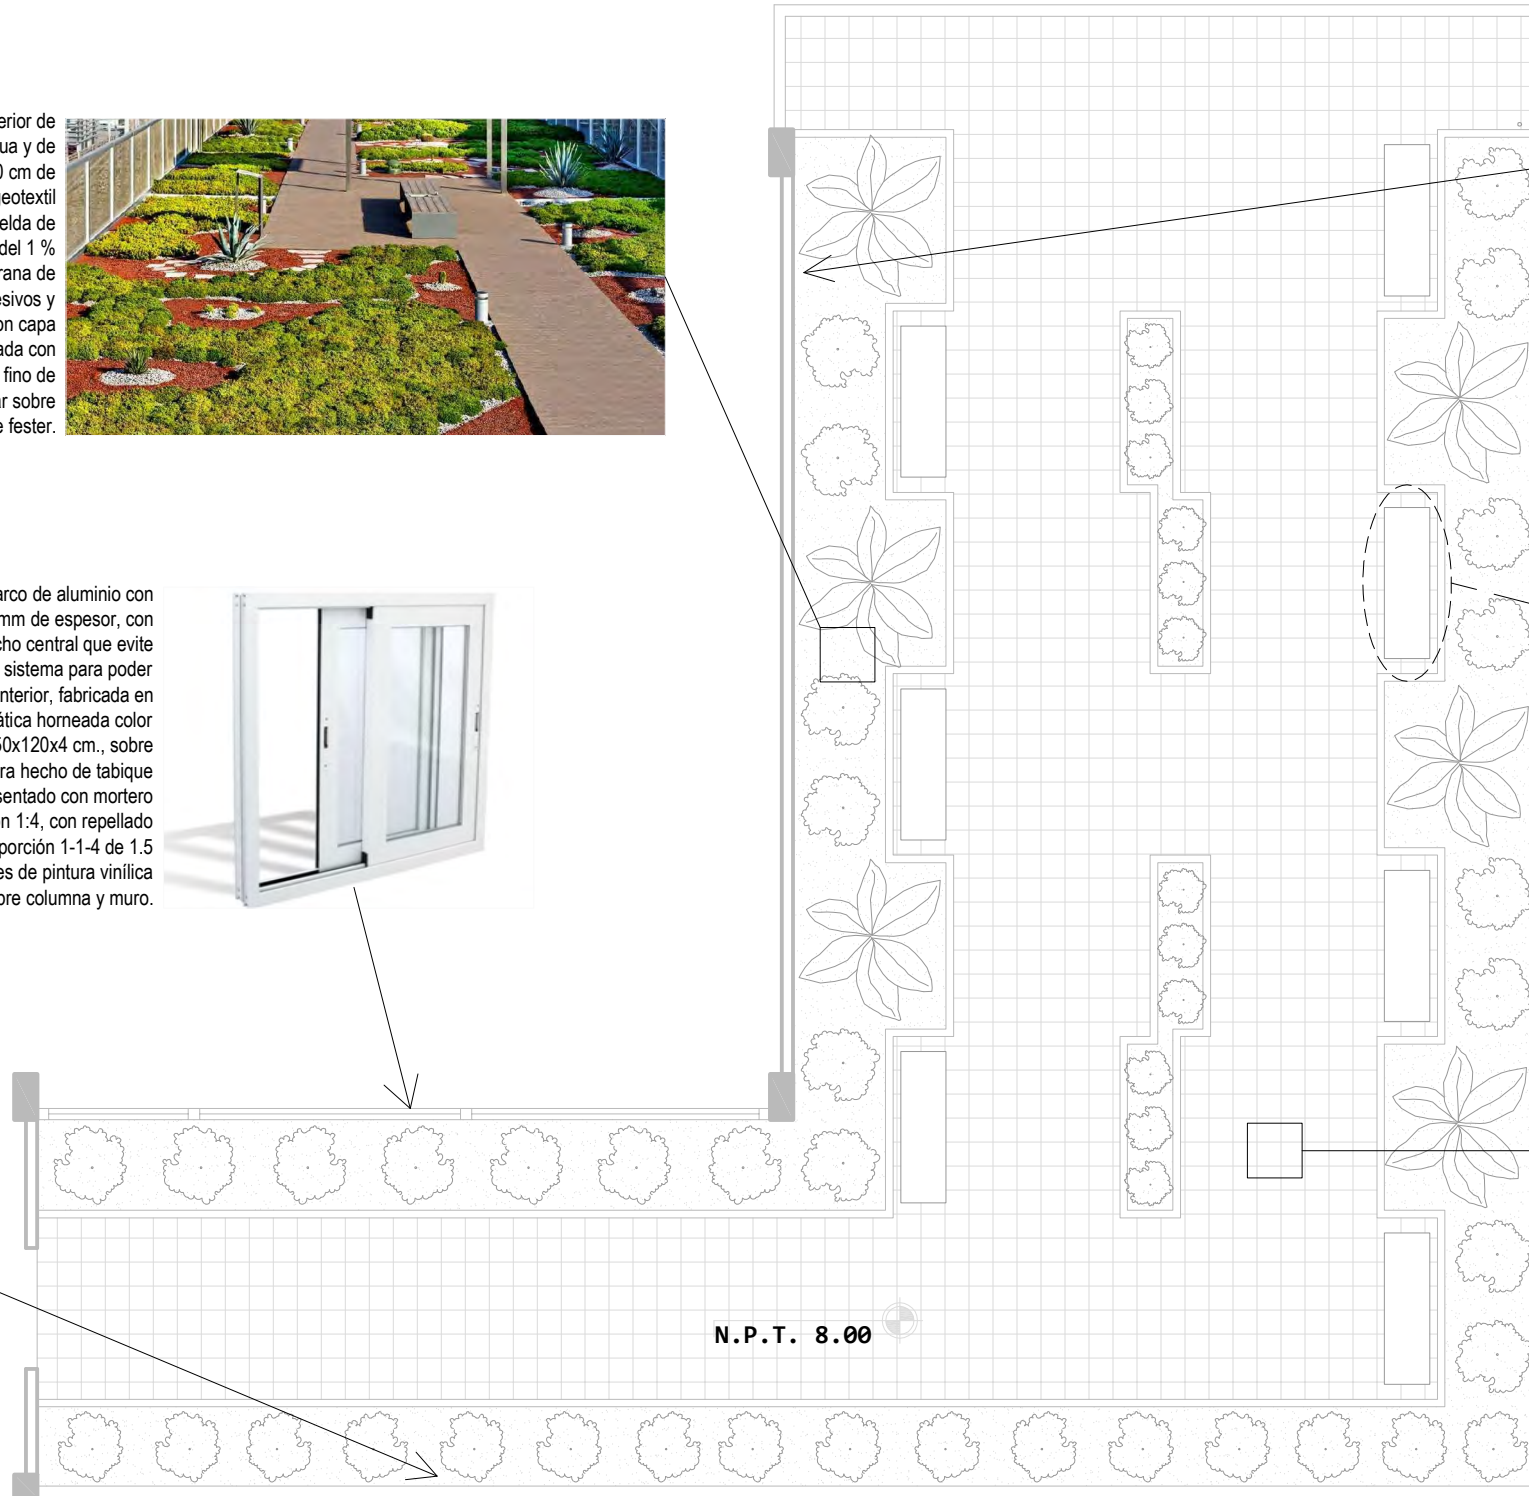 erior de
ua y de
0 cm de
geotextil
elda de
del 1 %
rana de
esivos y
on capa
ada con
fino de
ar sobre
e fester.
arco de aluminio con
mm de espesor, con
cho central que evite
sistema para poder
nterior, fabricada en
ática horneada color
50x120x4 cm., sobre
ra hecho de tabique
sentado con mortero
n 1:4, con repellado
porción 1-1-4 de 1.5
es de pintura vinílica
bre columna y muro.
N.P.T. 8.00